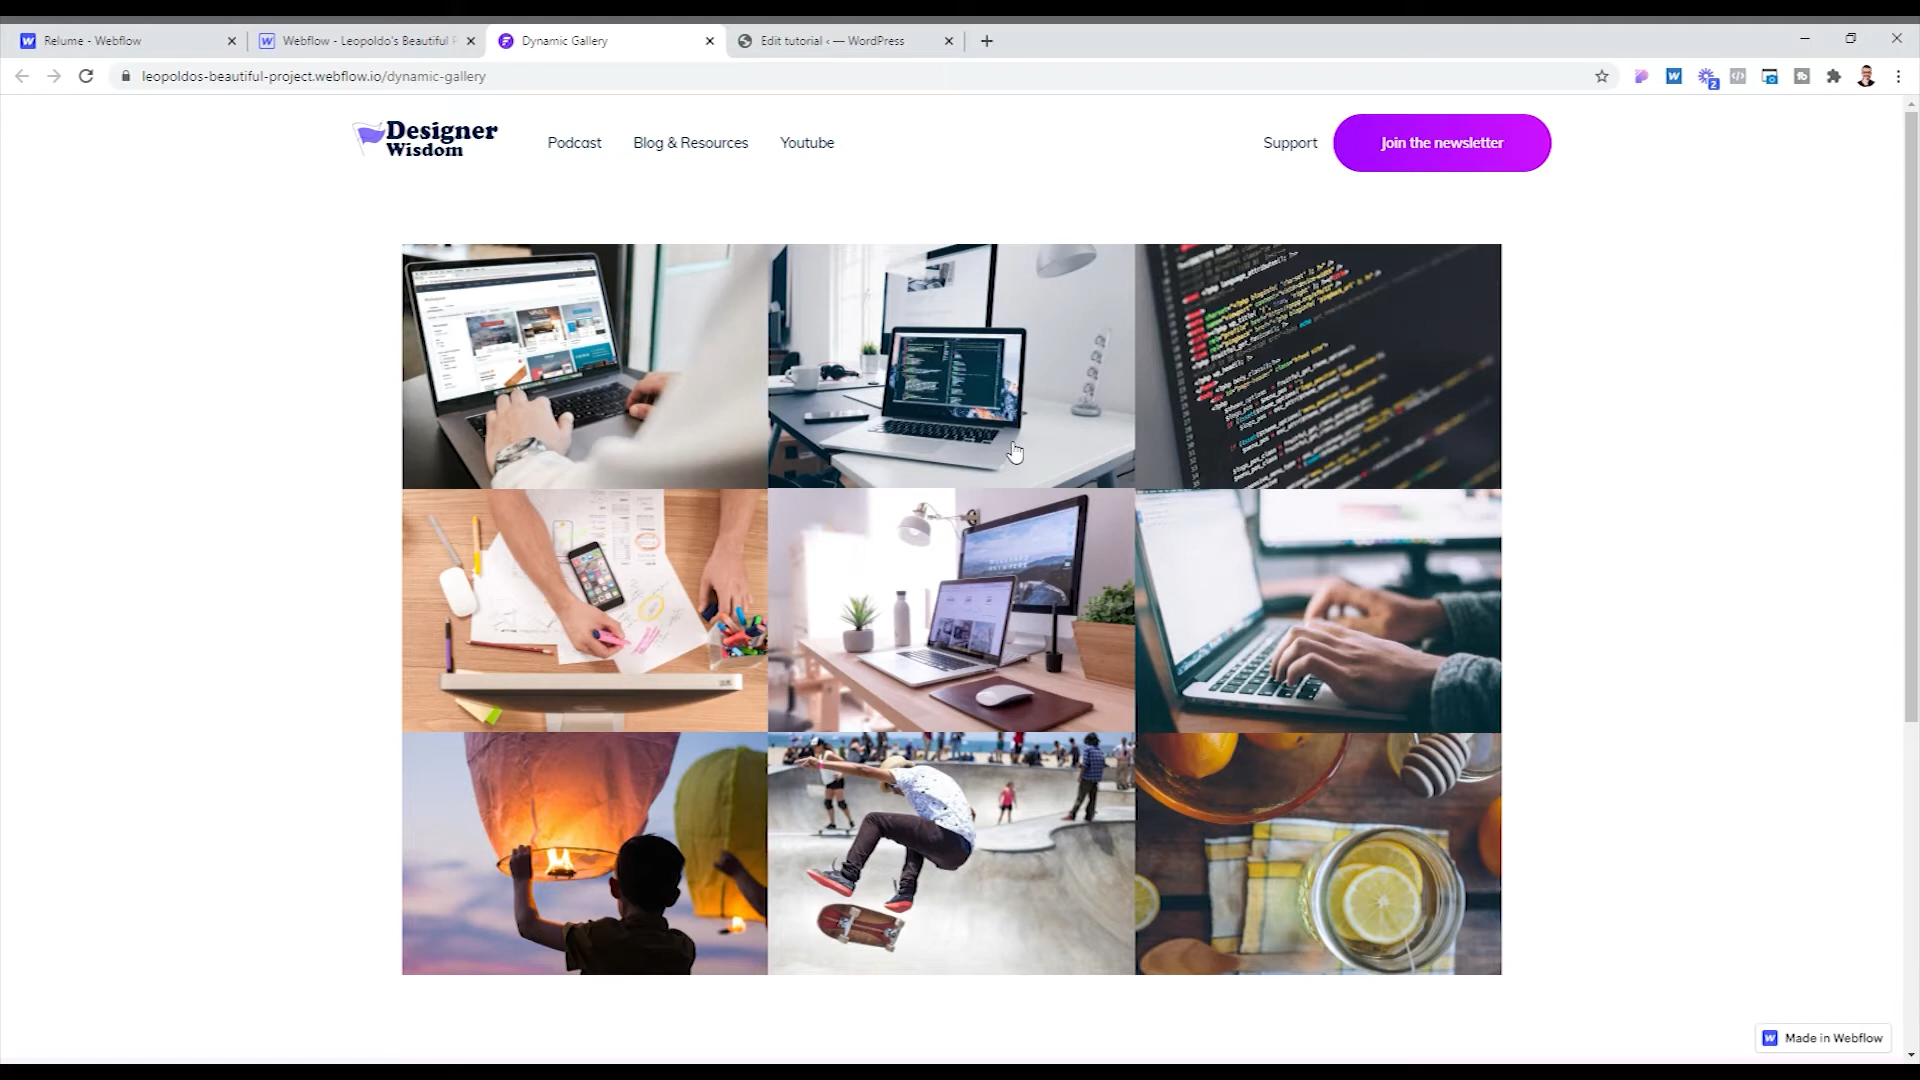 Relume - Webflow
Webflow - Leopoldo's Beautiful P
Dynamic Gallery
Edit tutorial ‹ — WordPress
leopoldos-beautiful-project.webflow.io/dynamic-gallery
2
Designer
Wisdom
Podcast
Blog & Resources
Youtube
Support
Join the newsletter
Made in Webflow